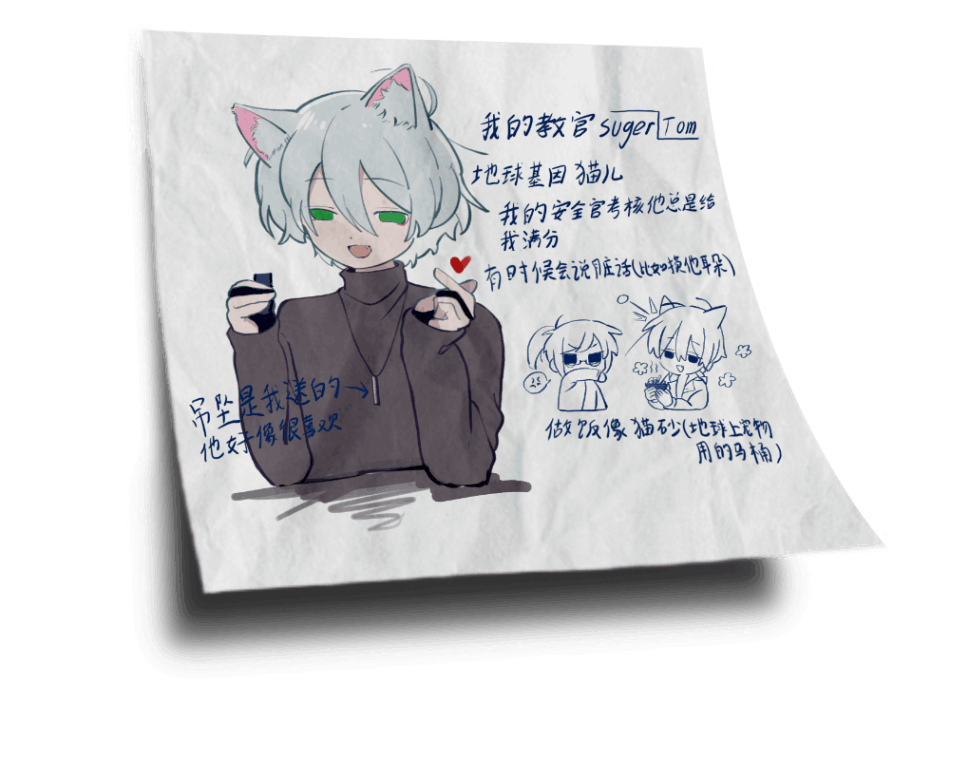 我的教官 suger Tom
地球基因猫儿
我的安全官考核他总是给
我满分
有时候会说脏话(比如摸他耳朵)
吊坠是我送的→
他好像很喜欢
做饭像猫砂(地球上宠物
用的马桶)